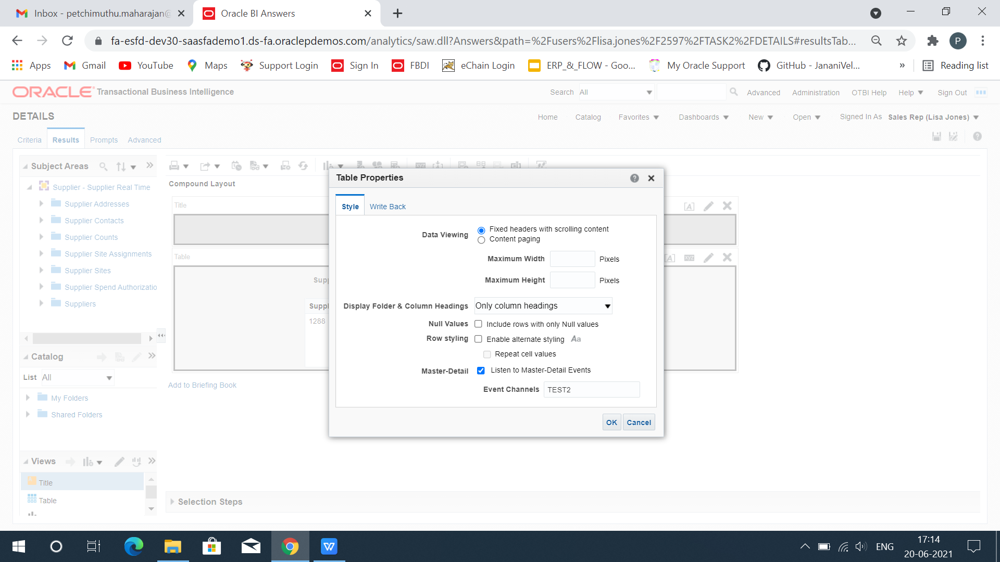 Inbox - petchimuthu.maharajan@
Oracle BI Answers
fa-esfd-dev30-saasfademo1.ds-fa.oraclepdemos.com/analytics/saw.dll?Answers&path=%2Fusers%2Flisa.jones%2F2597%2FTASK2%2FDETAILS#resultsTab...
P
Apps
Gmail
YouTube
Maps
Support Login
Sign In
FBDI
eChain Login
ERP_&_FLOW - Goo...
My Oracle Support
GitHub - JananiVel...
»
Reading list
ORACLE Transactional Business Intelligence
Search All
Advanced
Administration
OTBI Help
Help
Sign Out
DETAILS
Home
Catalog
Favorites
Dashboards
New
Open
Signed In As Sales Rep (Lisa Jones)
Criteria
Results
Prompts
Advanced
Subject Areas
Supplier - Supplier Real Time
Supplier Addresses
Supplier Contacts
Supplier Counts
Supplier Site Assignments
Supplier Sites
Supplier Spend Authorizatio
Suppliers
Catalog
List All
My Folders
Shared Folders
Views
Title
Table
Compound Layout
Title
Table
Supp
Suppl
1288
Add to Briefing Book
Selection Steps
Table Properties
Style
Write Back
Data Viewing
Fixed headers with scrolling content
Content paging
Maximum Width
Pixels
Maximum Height
Pixels
Display Folder & Column Headings
Only column headings
Null Values
Include rows with only Null values
Row styling
Enable alternate styling
Aa
Repeat cell values
Master-Detail
Listen to Master-Detail Events
Event Channels
TEST2
OK
Cancel
ENG
17:14
20-06-2021